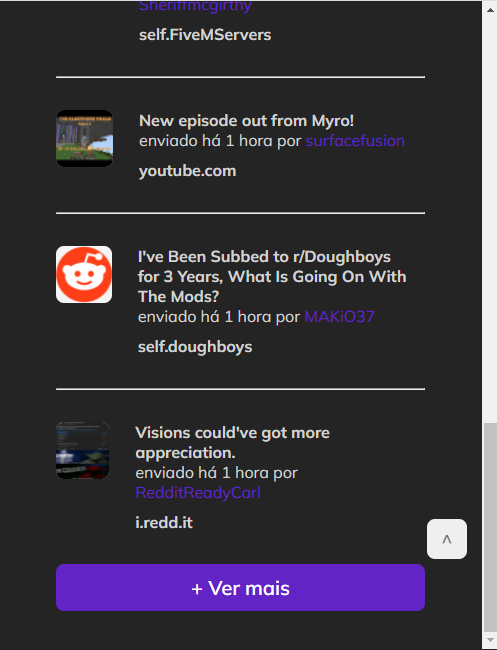 Sheriffmcgirthy
self.FiveMServers
New episode out from Myro!
enviado há 1 hora por surfacefusion
youtube.com
I've Been Subbed to r/Doughboys
for 3 Years, What Is Going On With
The Mods?
enviado há 1 hora por MAKiO37
self.doughboys
Visions could've got more
appreciation.
enviado há 1 hora por
RedditReadyCarl
i.redd.it
^
+ Ver mais